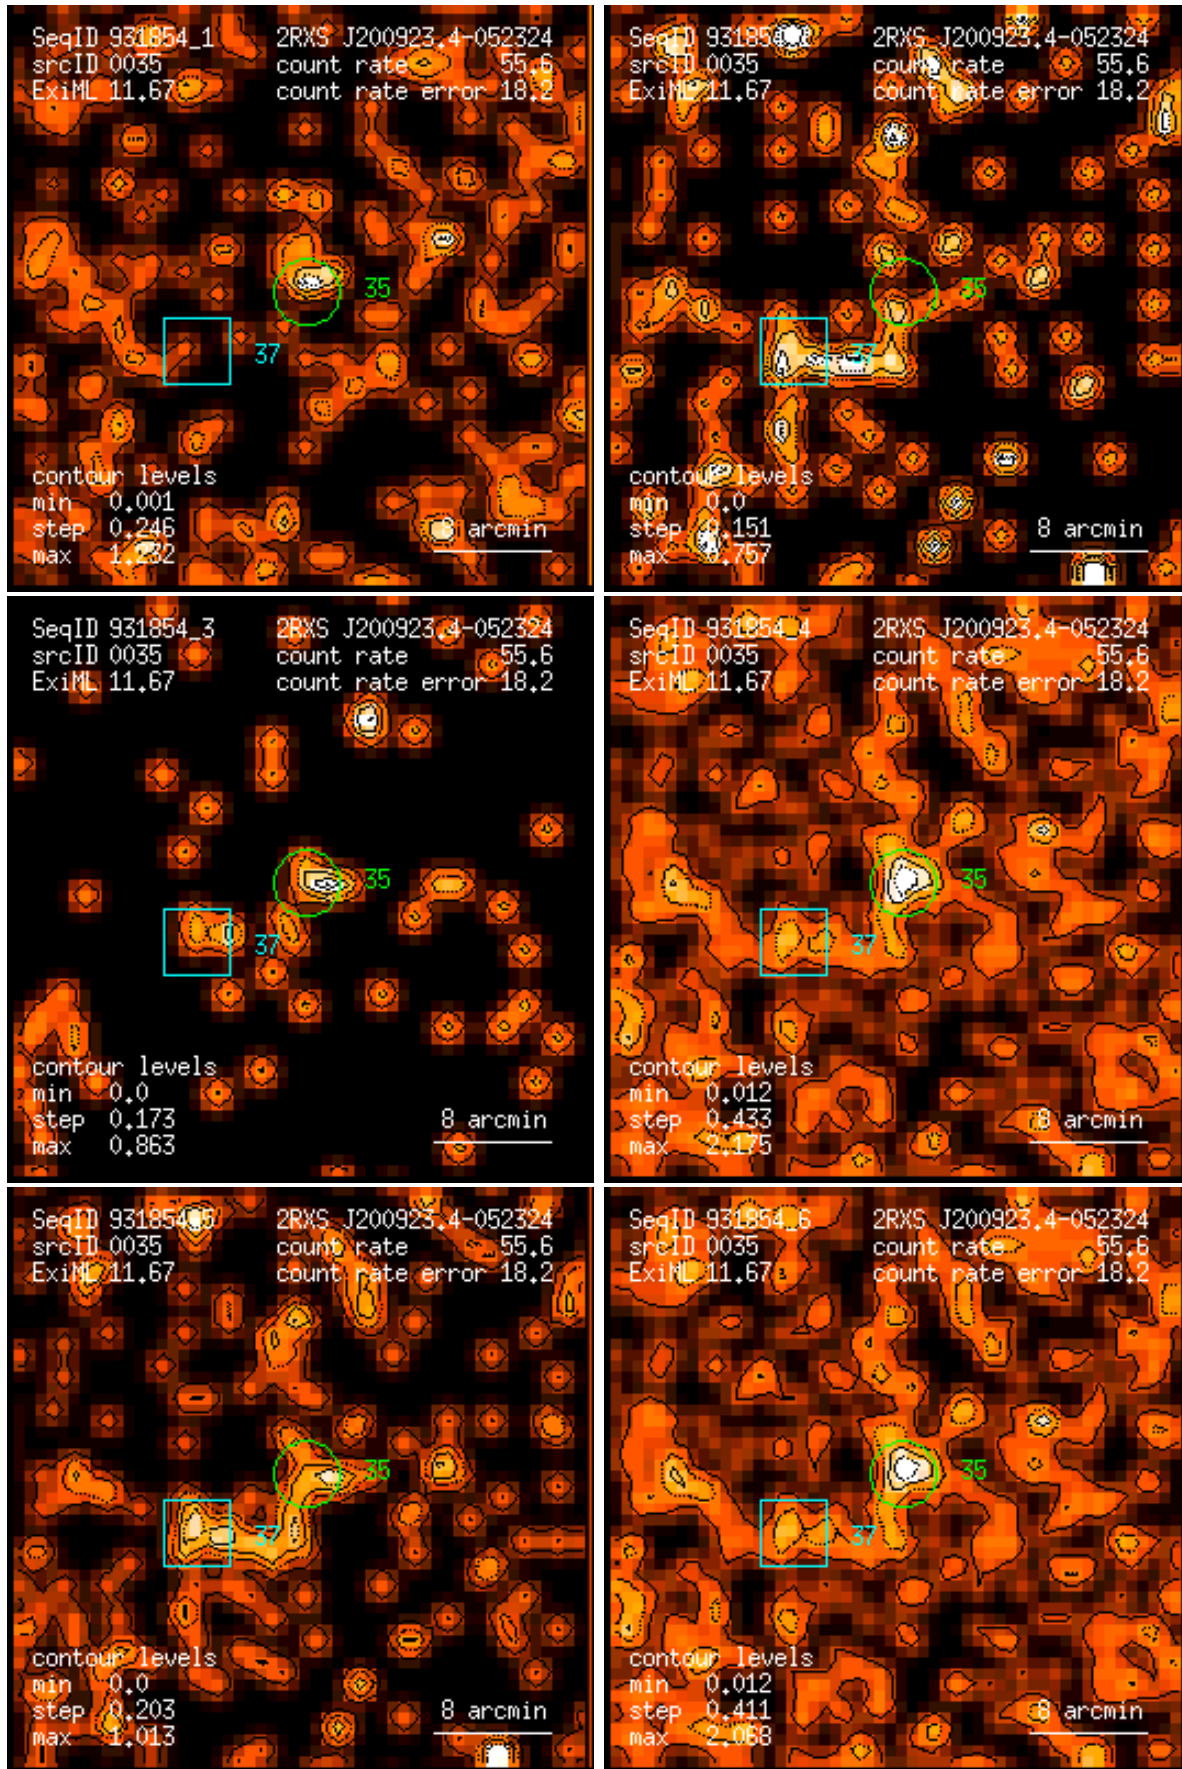 SeqID 931854_1 2RXS J200923.4-052324
srcID 0035 count rate 55.6
ExiML 11.67 count rate error 18.2
35
37
contour levels
min 0.001
step 0.246
max 1.232
8 arcmin
SeqID 931854_2 2RXS J200923.4-052324
srcID 0035 count rate 55.6
ExiML 11.67 count rate error 18.2
35
37
contour levels
min 0.0
step 0.151
max 0.757
8 arcmin
SeqID 931854_3 2RXS J200923.4-052324
srcID 0035 count rate 55.6
ExiML 11.67 count rate error 18.2
35
37
contour levels
min 0.0
step 0.173
max 0.863
8 arcmin
SeqID 931854_4 2RXS J200923.4-052324
srcID 0035 count rate 55.6
ExiML 11.67 count rate error 18.2
35
37
contour levels
min 0.012
step 0.433
max 2.175
8 arcmin
SeqID 931854_5 2RXS J200923.4-052324
srcID 0035 count rate 55.6
ExiML 11.67 count rate error 18.2
35
37
contour levels
min 0.0
step 0.203
max 1.013
8 arcmin
SeqID 931854_6 2RXS J200923.4-052324
srcID 0035 count rate 55.6
ExiML 11.67 count rate error 18.2
35
37
contour levels
min 0.012
step 0.411
max 2.068
8 arcmin